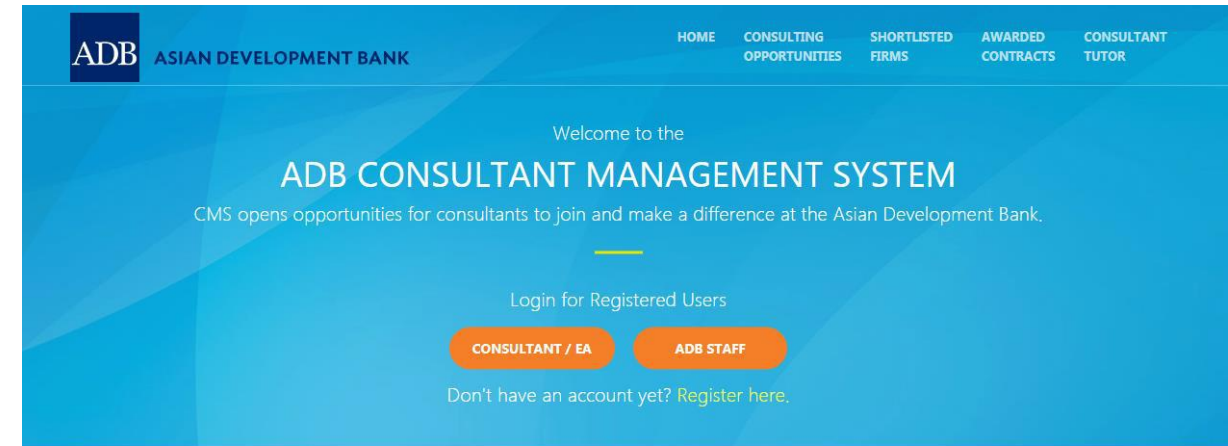 ADB ASIAN DEVELOPMENT BANK
HOME
CONSULTING
OPPORTUNITIES
SHORTLISTED
FIRMS
AWARDED
CONTRACTS
CONSULTANT
TUTOR
Welcome to the
ADB CONSULTANT MANAGEMENT SYSTEM
CMS opens opportunities for consultants to join and make a difference at the Asian Development Bank.
Login for Registered Users
CONSULTANT / EA
ADB STAFF
Don't have an account yet? Register here.